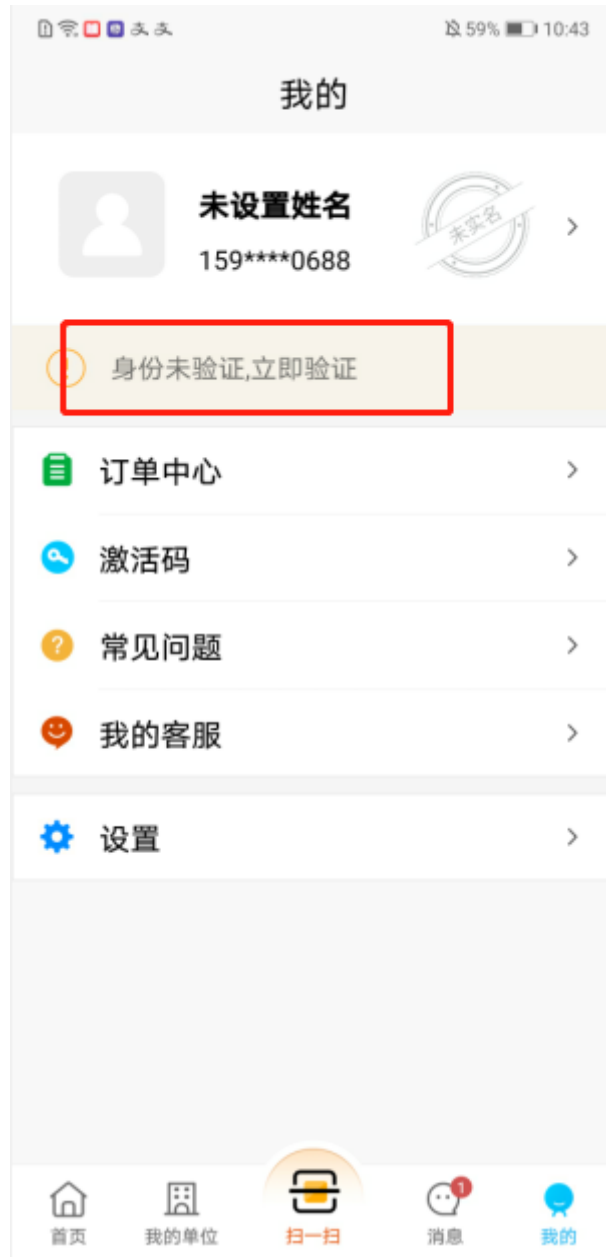 59% 10:43
我的
未设置姓名
未实名
159****0688
身份未验证,立即验证
订单中心
激活码
常见问题
我的客服
设置
1
首页 我的单位 扫一扫 消息 我的